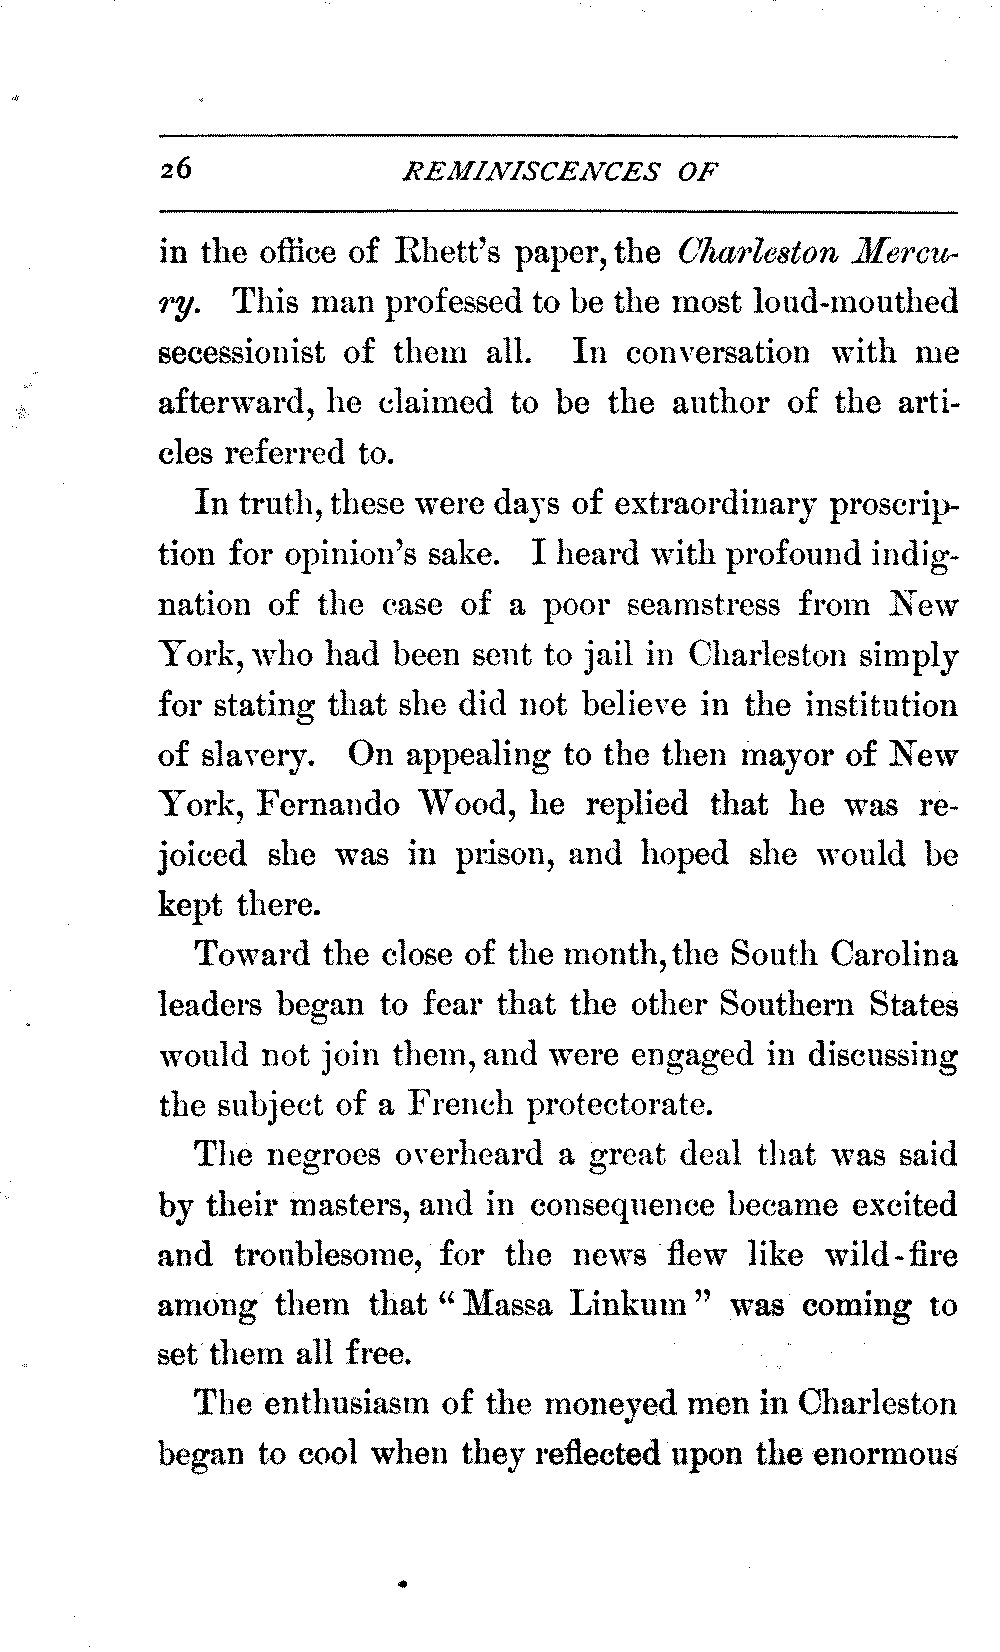 26 REMINISCENCES OF
in the office of Rhett's paper, the Charleston Mercu-
ry. This man professed to be the most loud-mouthed
secessionist of them all. In conversation with me
afterward, he claimed to be the author of the arti-
cles referred to.
In truth, these were days of extraordinary proscrip-
tion for opinion's sake. I heard with profound indig-
nation of the case of a poor seamstress from New
York, who had been sent to jail in Charleston simply
for stating that she did not believe in the institution
of slavery. On appealing to the then mayor of New
York, Fernando Wood, he replied that he was re-
joiced she was in prison, and hoped she would be
kept there.
Toward the close of the month, the South Carolina
leaders began to fear that the other Southern States
would not join them, and were engaged in discussing
the subject of a French protectorate.
The negroes overheard a great deal that was said
by their masters, and in consequence became excited
and troublesome, for the news flew like wild-fire
among them that "Massa Linkum" was coming to
set them all free.
The enthusiasm of the moneyed men in Charleston
began to cool when they reflected upon the enormous